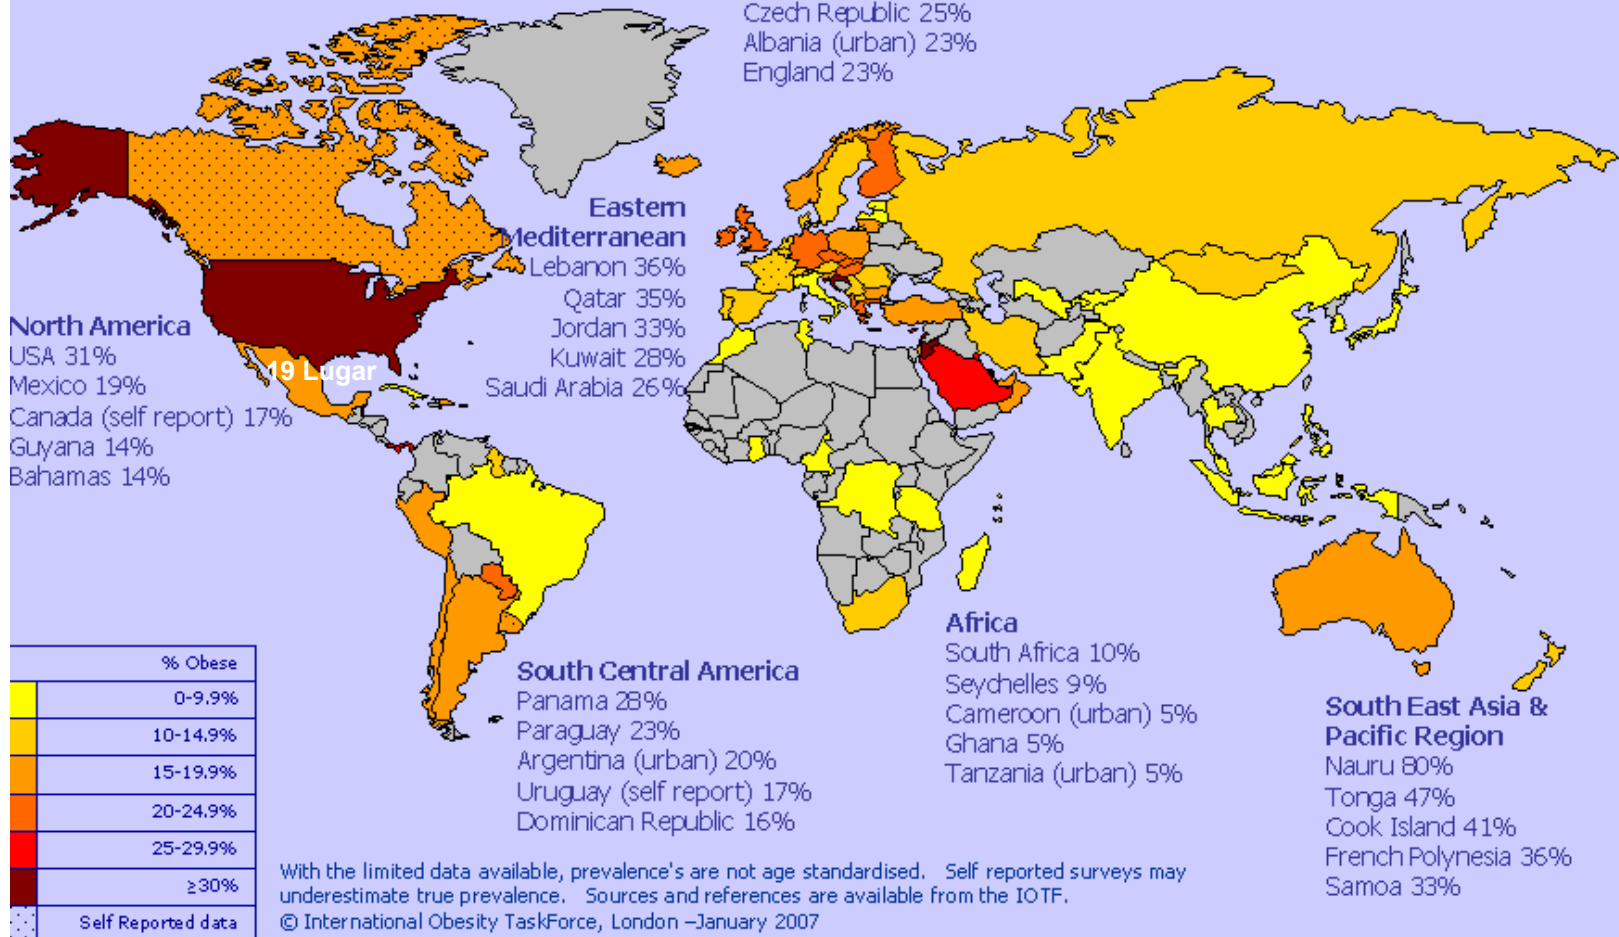 Czech Republic 25%
Albania (urban) 23%
England 23%
Eastern
Mediterranean
Lebanon 36%
Qatar 35%
Jordan 33%
Kuwait 28%
Saudi Arabia 26%
North America
USA 31%
Mexico 19%
Canada (self report) 17%
Guyana 14%
Bahamas 14%
19 Lugar
South Central America
Panama 28%
Paraguay 23%
Argentina (urban) 20%
Uruguay (self report) 17%
Dominican Republic 16%
Africa
South Africa 10%
Seychelles 9%
Cameroon (urban) 5%
Ghana 5%
Tanzania (urban) 5%
South East Asia &
Pacific Region
Nauru 80%
Tonga 47%
Cook Island 41%
French Polynesia 36%
Samoa 33%
% Obese
0-9.9%
10-14.9%
15-19.9%
20-24.9%
25-29.9%
≥30%
Self Reported data
With the limited data available, prevalence's are not age standardised. Self reported surveys may
underestimate true prevalence. Sources and references are available from the IOTF.
© International Obesity TaskForce, London –January 2007